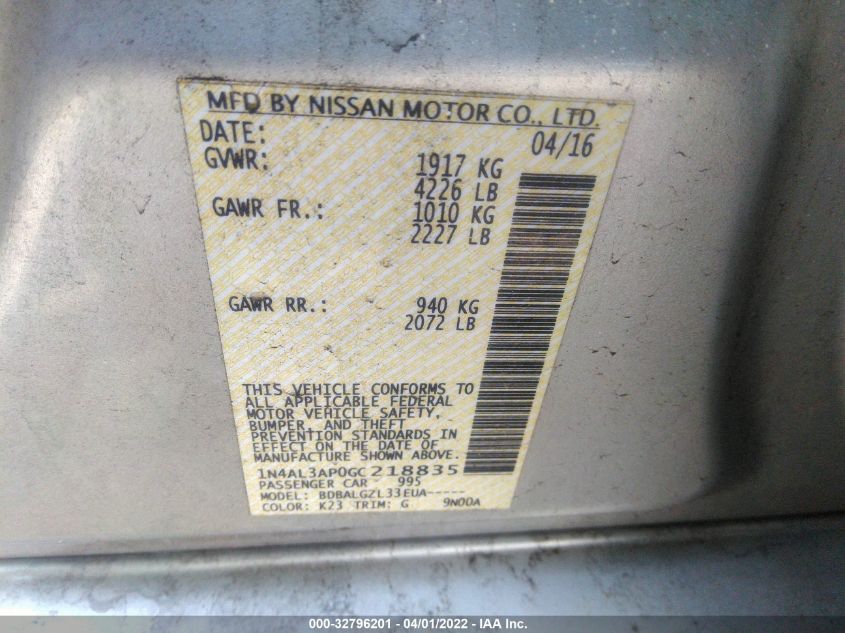 MFD BY NISSAN MOTOR CO., LTD.
DATE: 04/16
GVWR: 1917 KG
4226 LB
GAWR FR.: 1010 KG
2227 LB
GAWR RR.: 940 KG
2072 LB
THIS VEHICLE CONFORMS TO
ALL APPLICABLE FEDERAL
MOTOR VEHICLE SAFETY,
BUMPER, AND THEFT
PREVENTION STANDARDS IN
EFFECT ON THE DATE OF
MANUFACTURE SHOWN ABOVE.
1N4AL3AP0GC218835
PASSENGER CAR 995
MODEL: BDBALGZL33EUA-----
COLOR: K23 TRIM: G 9N00A
000-32796201 - 04/01/2022 - IAA Inc.